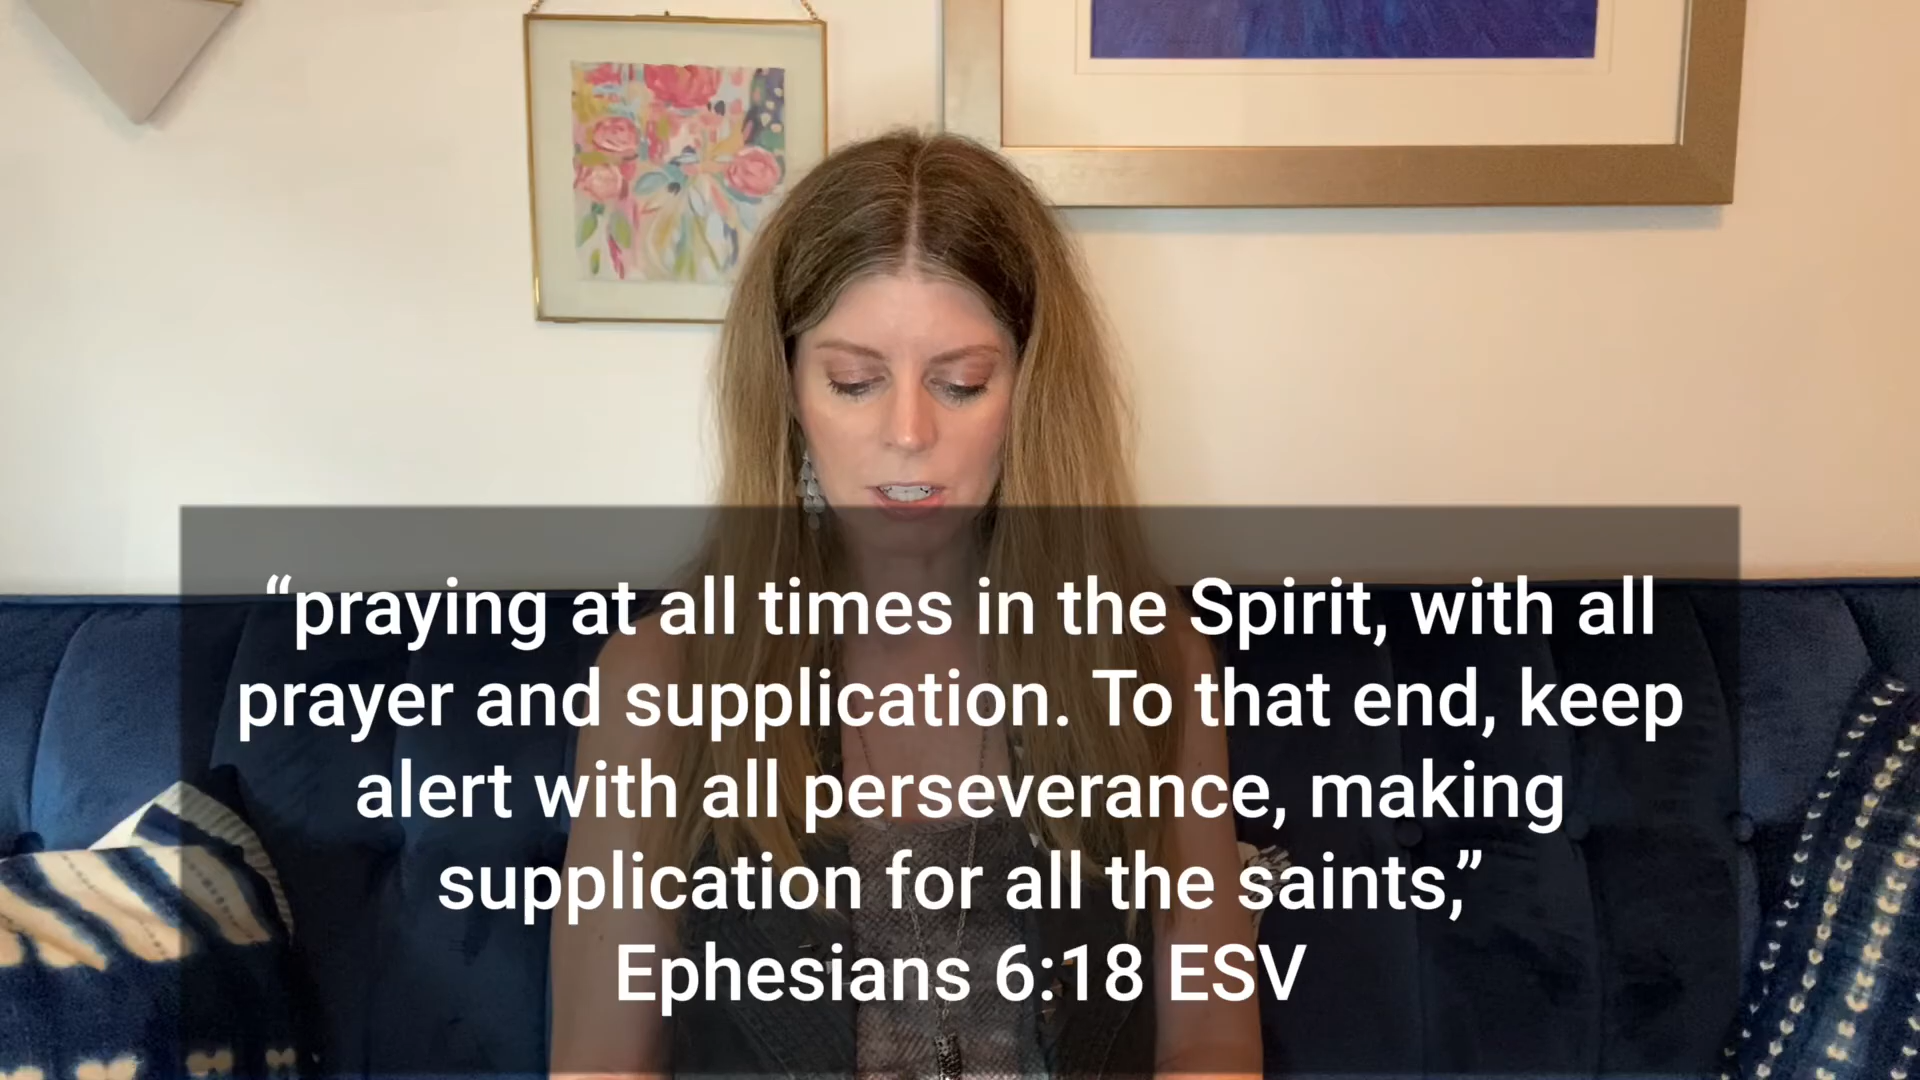 “praying at all times in the Spirit, with all
prayer and supplication. To that end, keep
alert with all perseverance, making
supplication for all the saints,”
Ephesians 6:18 ESV